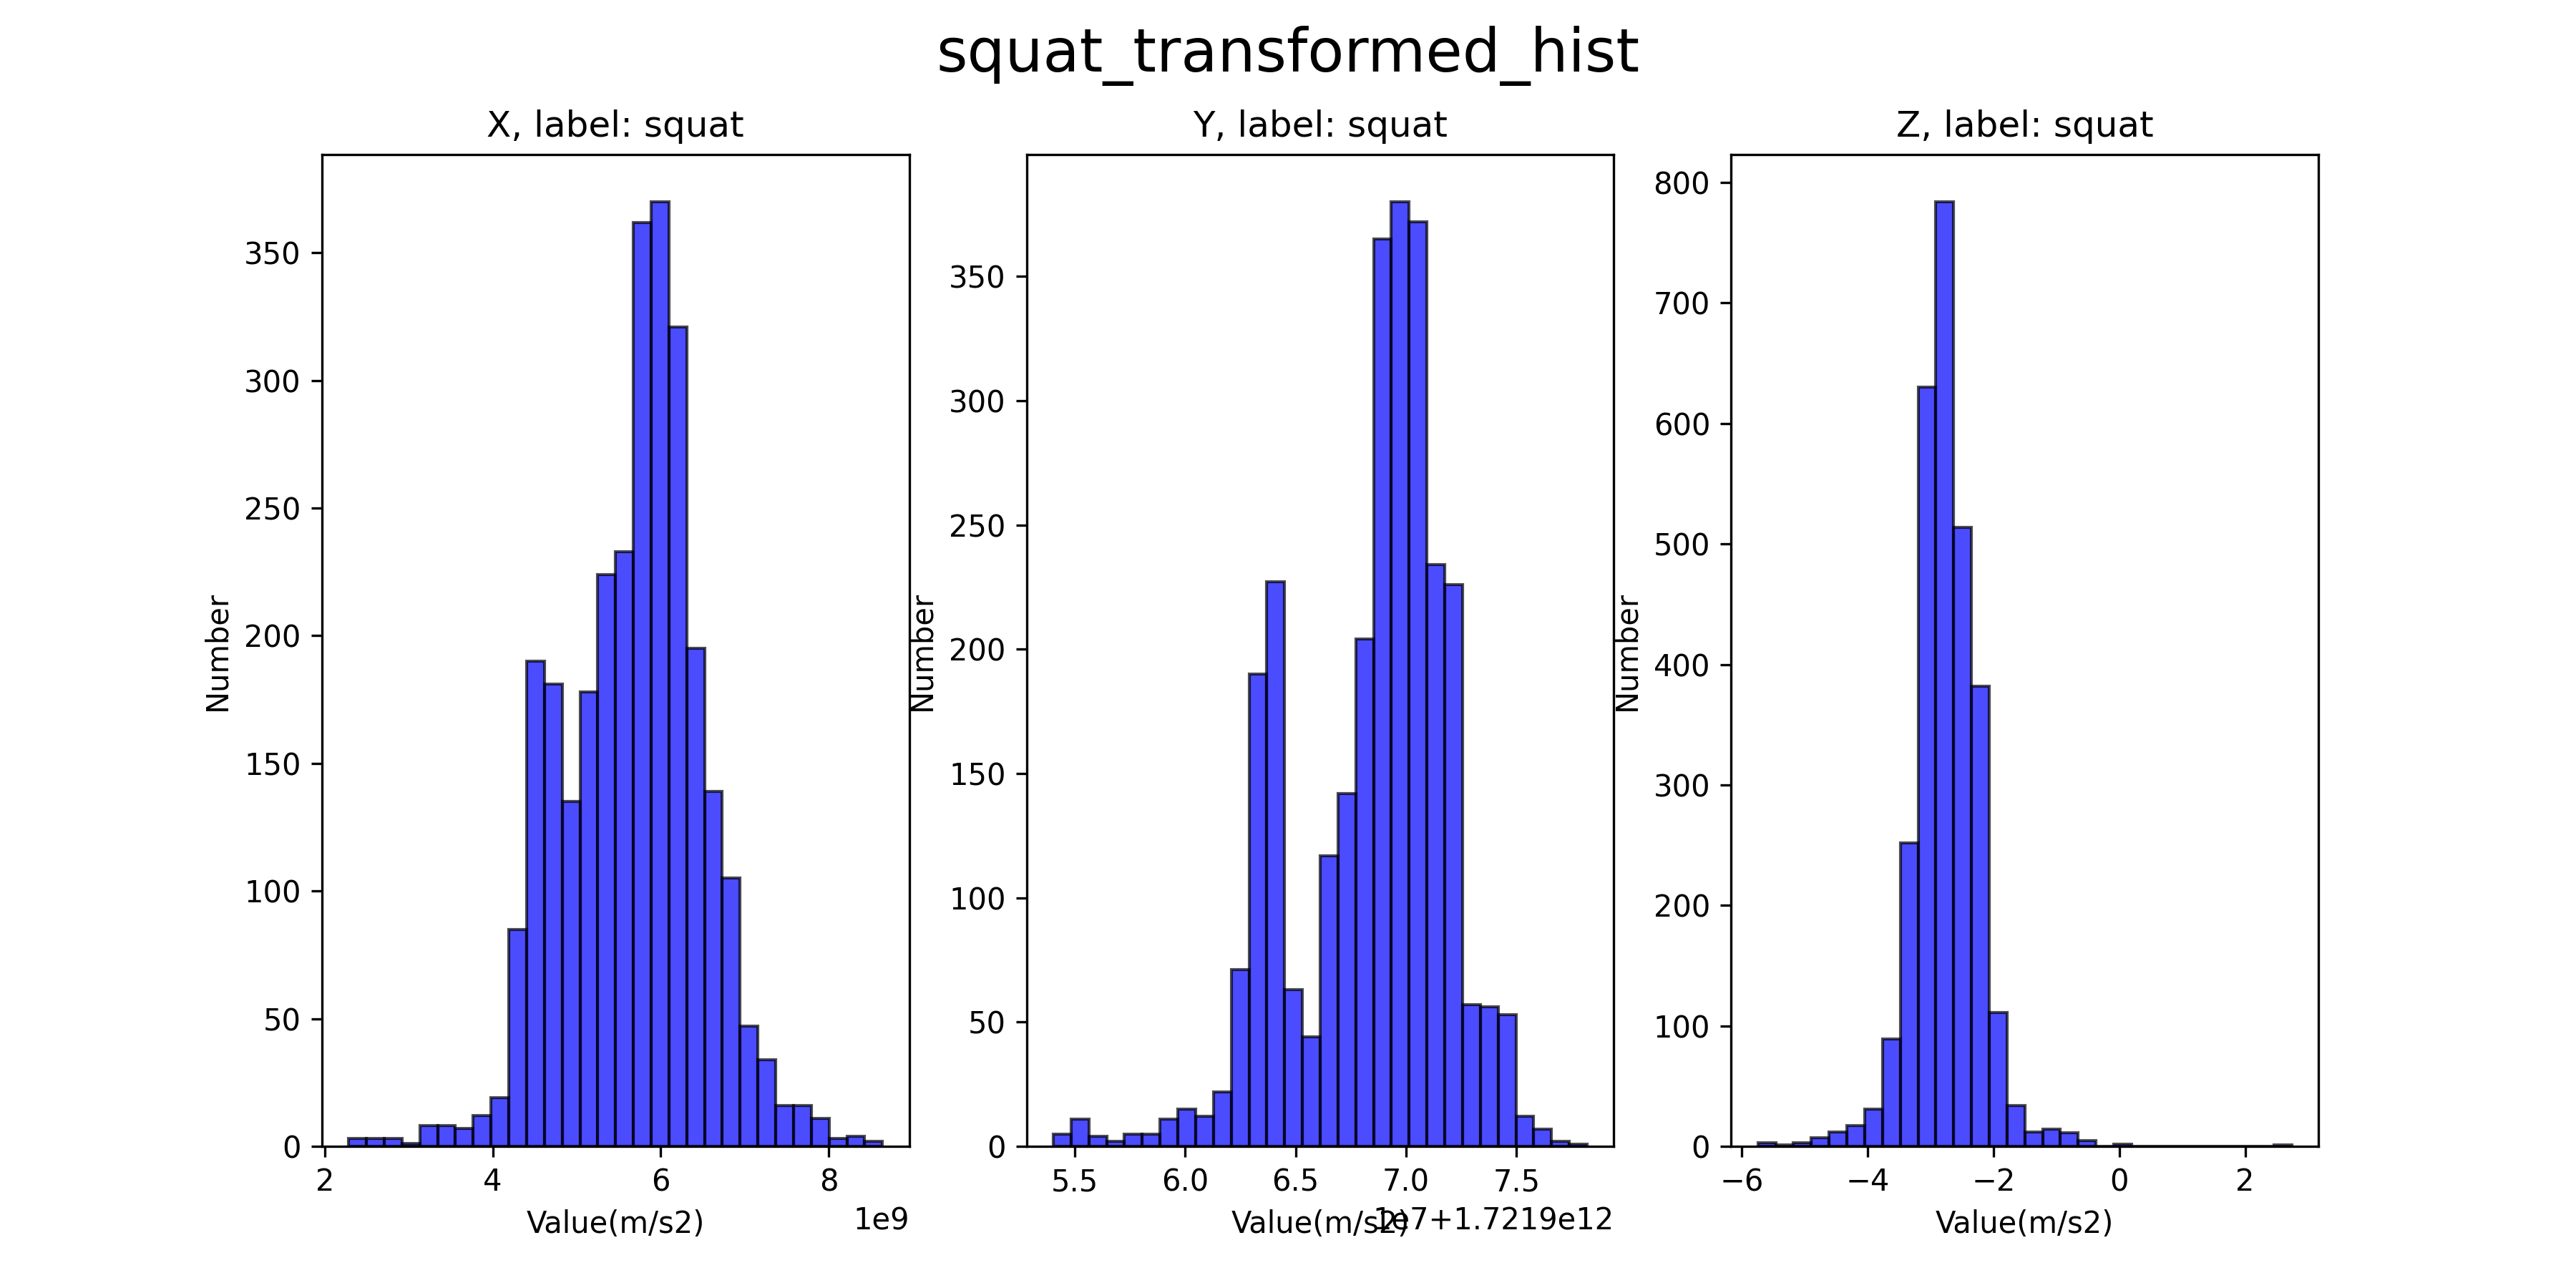 squat_transformed_hist
X, label: squat
Number
350
300
250
200
150
100
50
0
2 4 6 8
Value(m/s2)
1e9
Y, label: squat
Number
350
300
250
200
150
100
50
0
5.5 6.0 6.5 7.0 7.5
Value(m/s2)
1e7+1.7219e12
Z, label: squat
Number
800
700
600
500
400
300
200
100
0
−6 −4 −2 0 2
Value(m/s2)